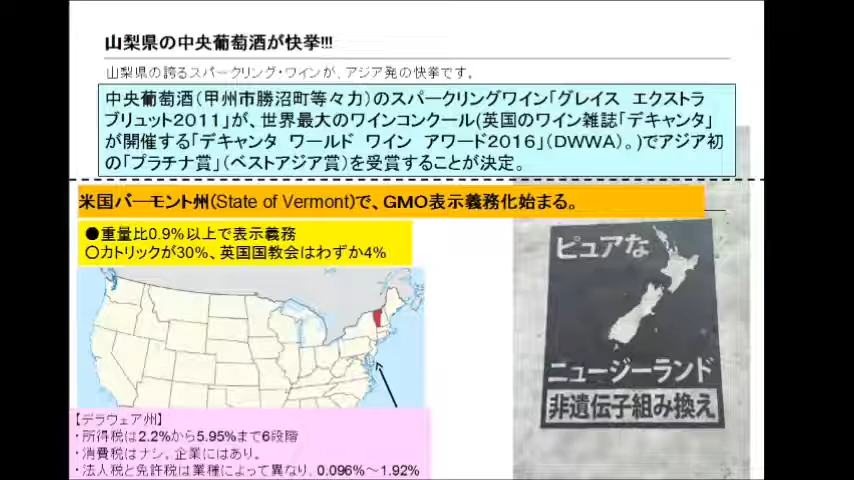 山梨県の中央葡萄酒が快挙!!!
山梨県の誇るスパークリング・ワインが、アジア発の快挙です。
中央葡萄酒（甲州市勝沼町等々力）のスパークリングワイン「グレイス　エクストラ
ブリュット2011」が、世界最大のワインコンクール(英国のワイン雑誌「デキャンタ」
が開催する「デキャンタ　ワールド　ワイン　アワード2016」（DWWA）。)でアジア初
の「プラチナ賞」（ベストアジア賞）を受賞することが決定。
米国バーモント州(State of Vermont)で、GMO表示義務化始まる。
●重量比0.9%以上で表示義務
〇カトリックが30%、英国国教会はわずか4%
ピュアな
ニュージーランド
非遺伝子組み換え
【デラウェア州】
・所得税は2.2%から5.95%まで6段階
・消費税はナシ。企業にはあり。
・法人税と免許税は業種によって異なり、0.096%～1.92%